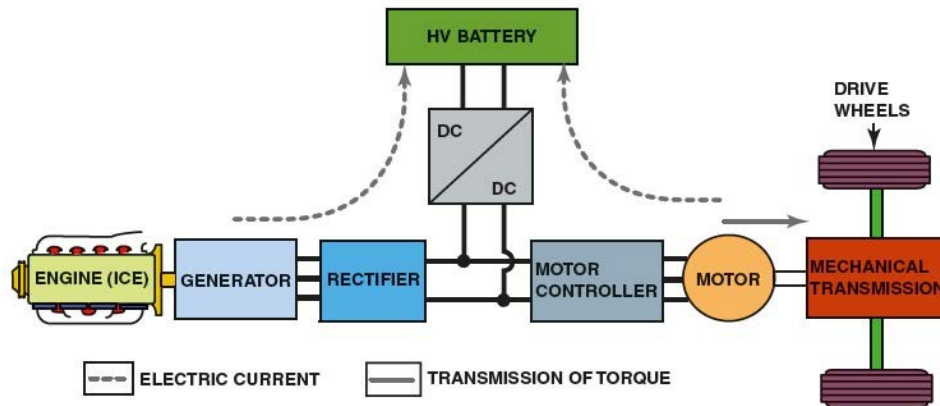 HV BATTERY
DRIVE
WHEELS
DC
DC
ENGINE (ICE)
GENERATOR
RECTIFIER
MOTOR
CONTROLLER
MOTOR
MECHANICAL
TRANSMISSION
ELECTRIC CURRENT
TRANSMISSION OF TORQUE